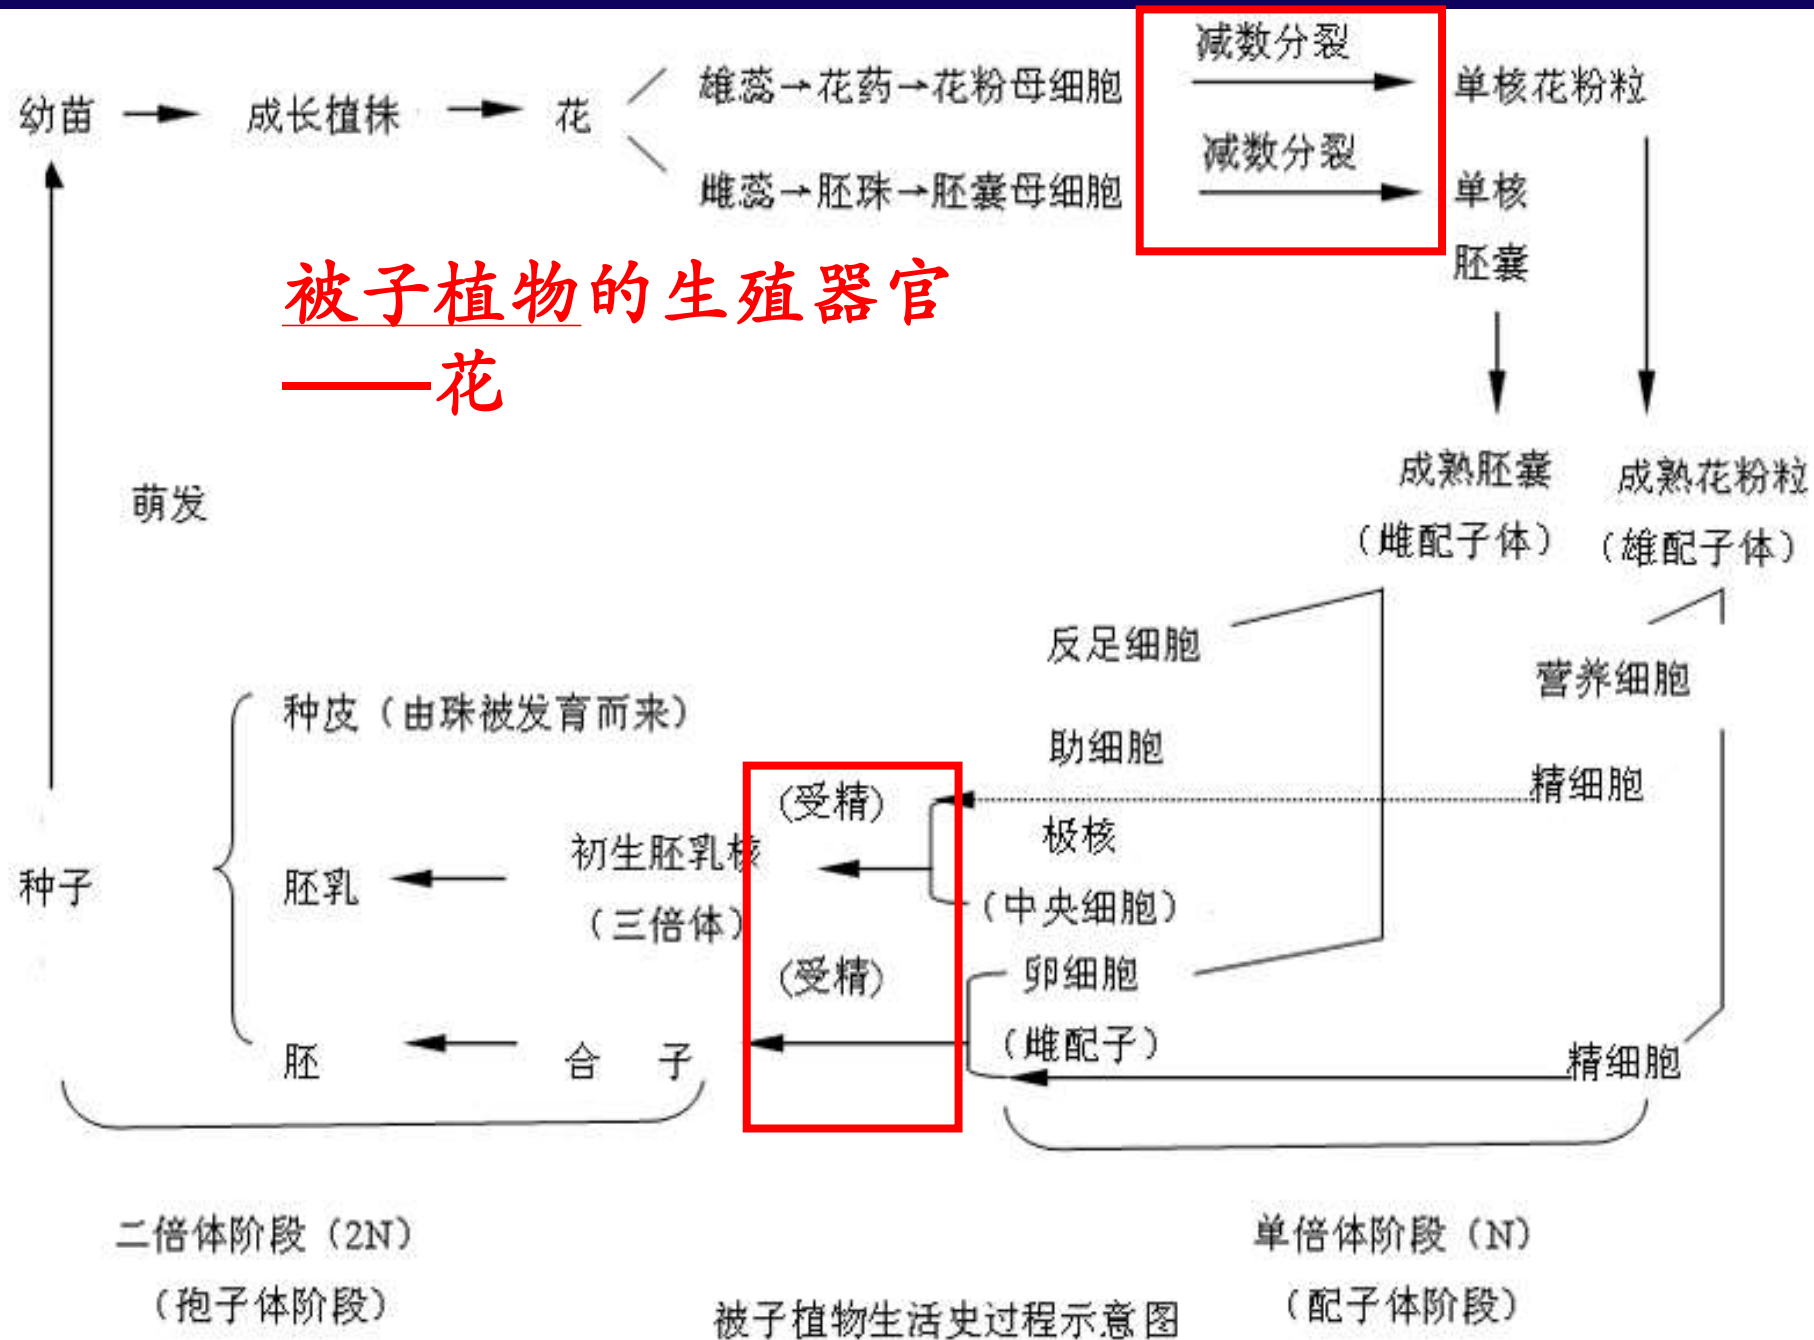 减数分裂
幼苗 → 成长植株 → 花
雄蕊→花药→花粉母细胞
单核花粉粒
减数分裂
雌蕊→胚珠→胚囊母细胞
单核
胚囊
被子植物的生殖器官
——花
萌发
成熟胚囊
(雌配子体)
成熟花粉粒
(雄配子体)
反足细胞
营养细胞
种皮(由珠被发育而来)
助细胞
(受精)
精细胞
极核
初生胚乳核
种子
胚乳
(三倍体)
(中央细胞)
(受精)
卵细胞
(雌配子)
胚
合 子
精细胞
二倍体阶段(2N)
(孢子体阶段)
单倍体阶段(N)
(配子体阶段)
被子植物生活史过程示意图